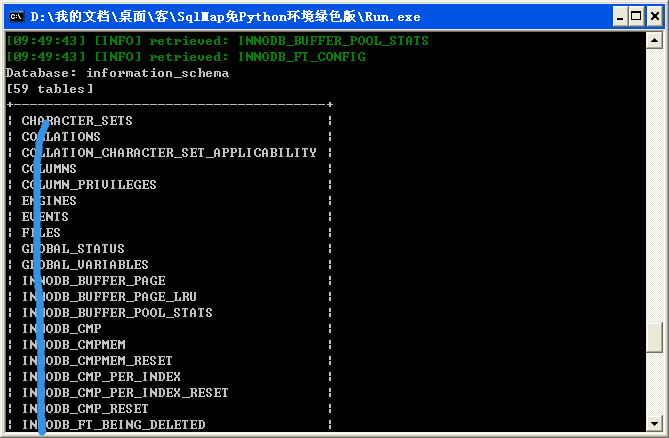 D:\我的文档\桌面\客\SqlMap免Python环境绿色版\Run.exe
[09:49:43] [INFO] retrieved: INNODB_BUFFER_POOL_STATS
[09:49:43] [INFO] retrieved: INNODB_FT_CONFIG
Database: information_schema
[59 tables]
+---------------------------------------+
| CHARACTER_SETS |
| COLLATIONS |
| COLLATION_CHARACTER_SET_APPLICABILITY |
| COLUMNS |
| COLUMN_PRIVILEGES |
| ENGINES |
| EVENTS |
| FILES |
| GLOBAL_STATUS |
| GLOBAL_VARIABLES |
| INNODB_BUFFER_PAGE |
| INNODB_BUFFER_PAGE_LRU |
| INNODB_BUFFER_POOL_STATS |
| INNODB_CMP |
| INNODB_CMPMEM |
| INNODB_CMPMEM_RESET |
| INNODB_CMP_PER_INDEX |
| INNODB_CMP_PER_INDEX_RESET |
| INNODB_CMP_RESET |
| INNODB_FT_BEING_DELETED |